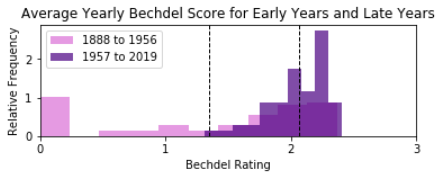 Average Yearly Bechdel Score for Early Years and Late Years
1888 to 1956
1957 to 2019
Relative Frequency
2
1
0
0 1 2 3
Bechdel Rating